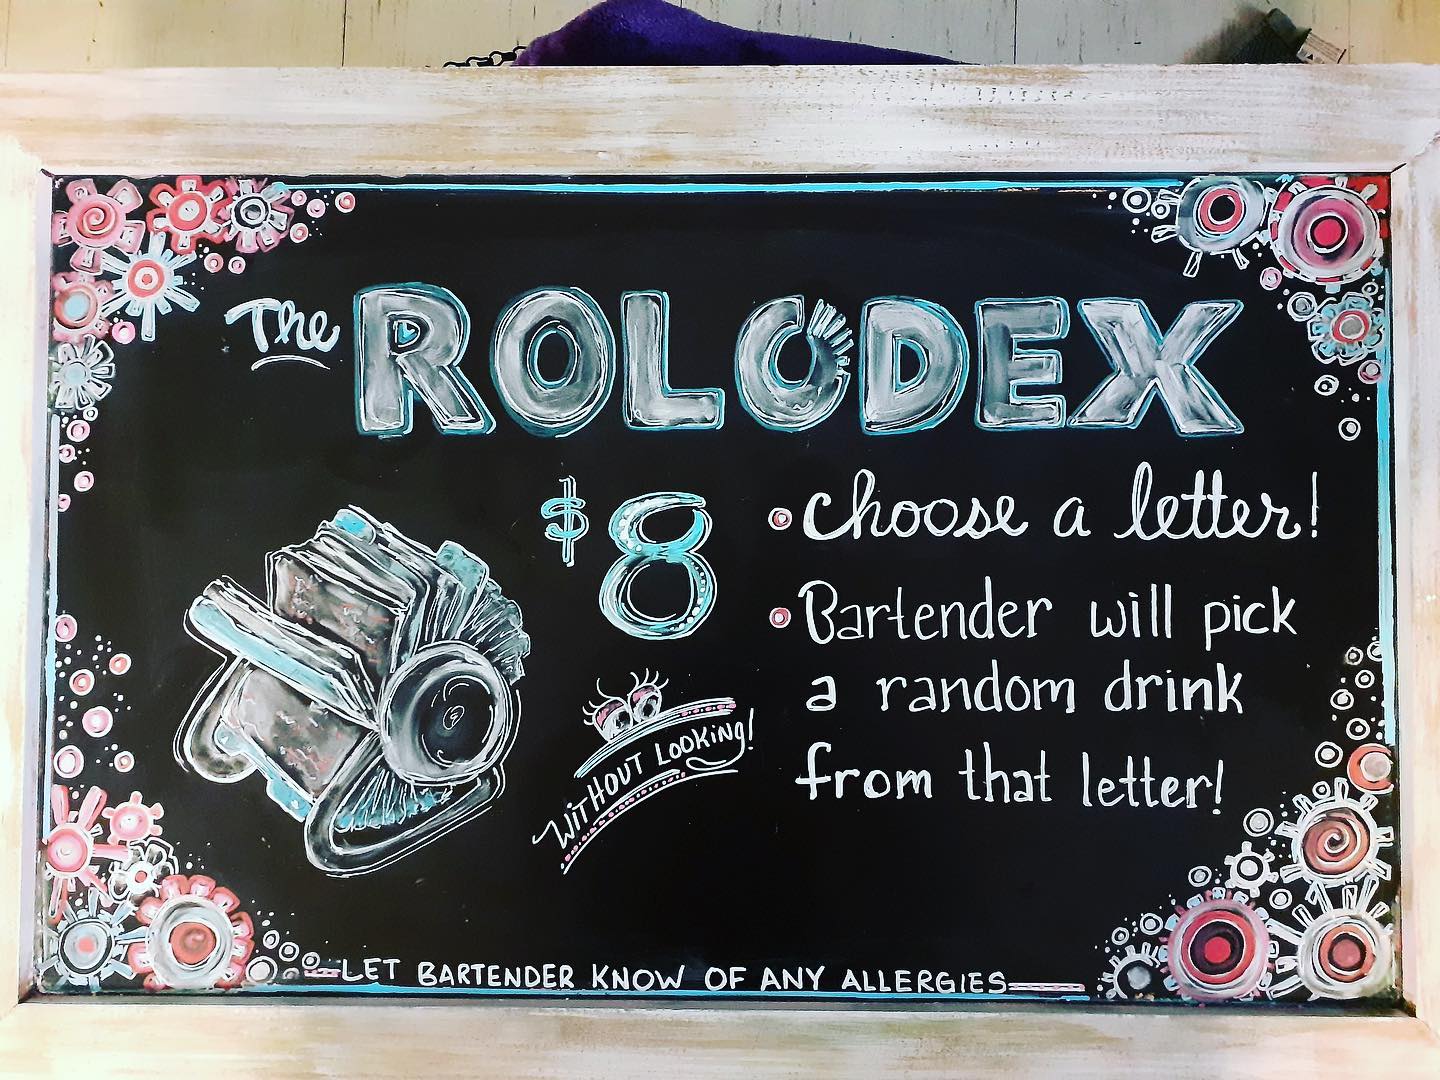 The ROLODEX
$8
WITHOUT LOOKING!
• choose a letter!
• Bartender will pick
a random drink
from that letter!
LET BARTENDER KNOW OF ANY ALLERGIES